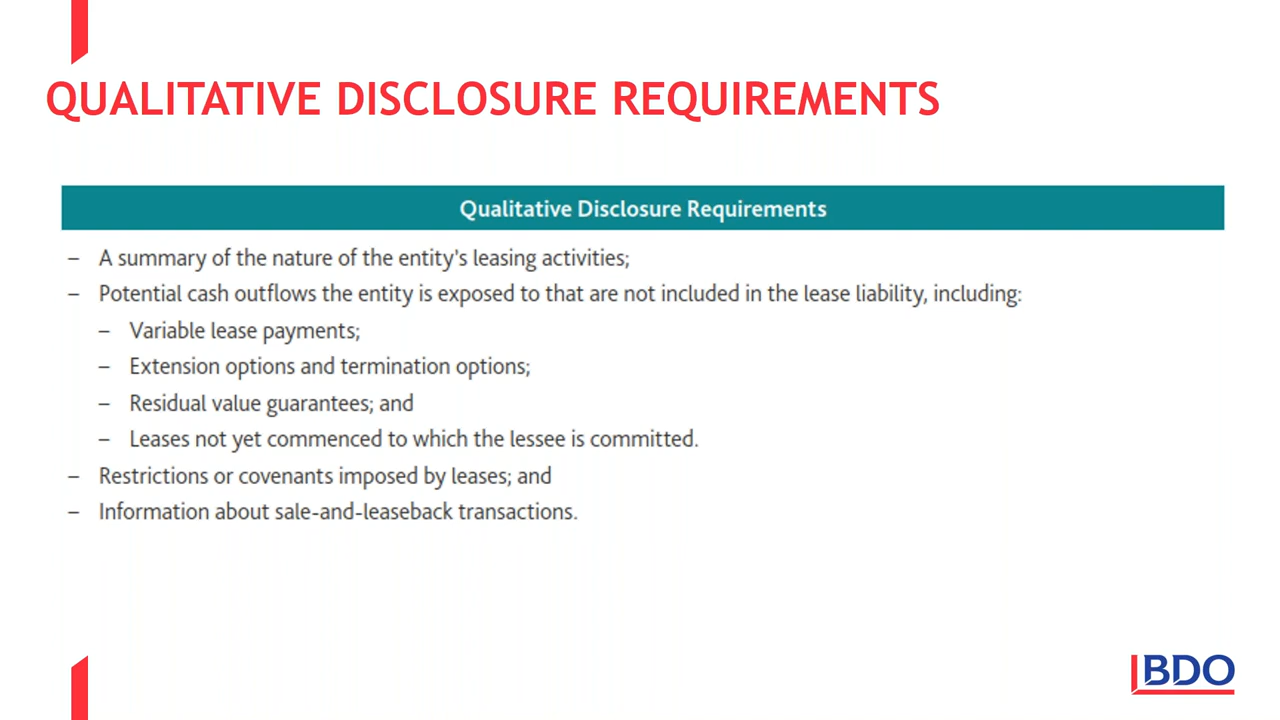 QUALITATIVE DISCLOSURE REQUIREMENTS
Qualitative Disclosure Requirements
– A summary of the nature of the entity's leasing activities;
– Potential cash outflows the entity is exposed to that are not included in the lease liability, including:
– Variable lease payments;
– Extension options and termination options;
– Residual value guarantees; and
– Leases not yet commenced to which the lessee is committed.
– Restrictions or covenants imposed by leases; and
– Information about sale-and-leaseback transactions.
BDO